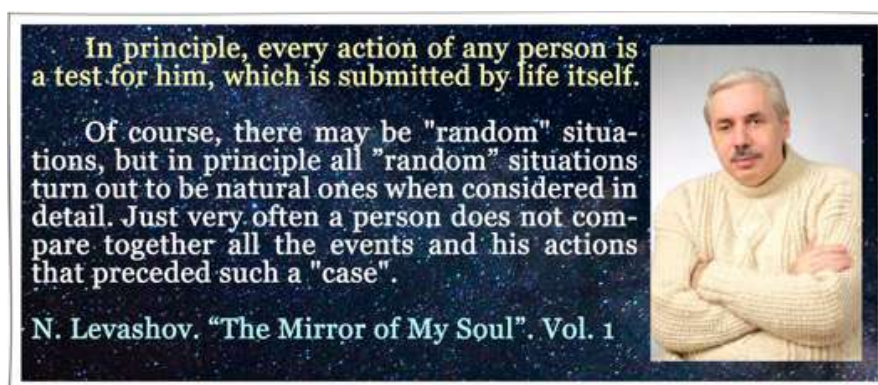 In principle, every action of any person is
a test for him, which is submitted by life itself.
Of course, there may be "random" situa-
tions, but in principle all ”random” situations
turn out to be natural ones when considered in
detail. Just very often a person does not com-
pare together all the events and his actions
that preceded such a "case".
N. Levashov. “The Mirror of My Soul”. Vol. 1